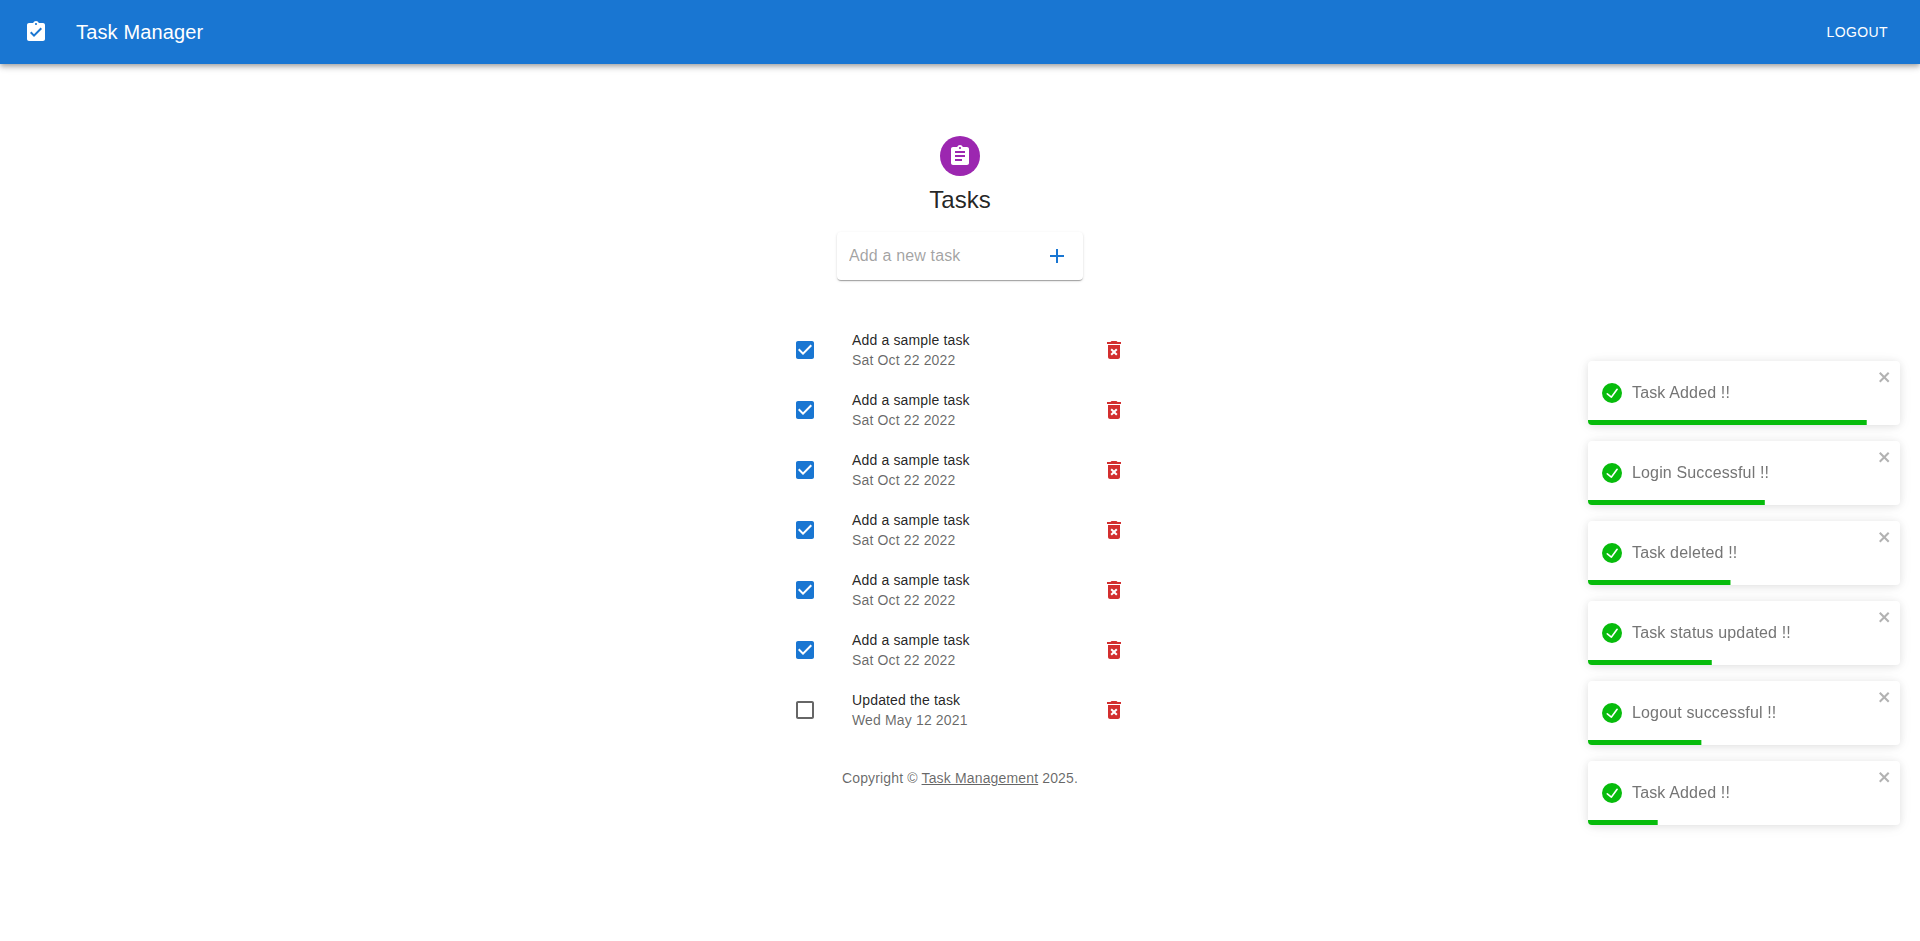 Task Manager
LOGOUT
Tasks
Add a new task
Add a sample task
Sat Oct 22 2022
Add a sample task
Sat Oct 22 2022
Add a sample task
Sat Oct 22 2022
Add a sample task
Sat Oct 22 2022
Add a sample task
Sat Oct 22 2022
Add a sample task
Sat Oct 22 2022
Updated the task
Wed May 12 2021
Copyright © Task Management 2025.
Task Added !!
Login Successful !!
Task deleted !!
Task status updated !!
Logout successful !!
Task Added !!